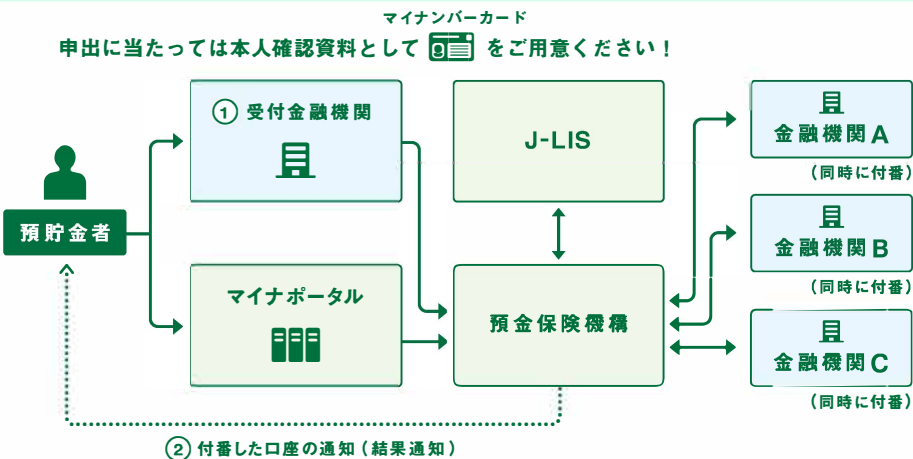 マイナンバーカード
申出に当たっては本人確認資料として をご用意ください！
① 受付金融機関
J-LIS
金融機関A
(同時に付番)
預貯金者
金融機関B
(同時に付番)
マイナポータル
預金保険機構
金融機関C
(同時に付番)
② 付番した口座の通知(結果通知)